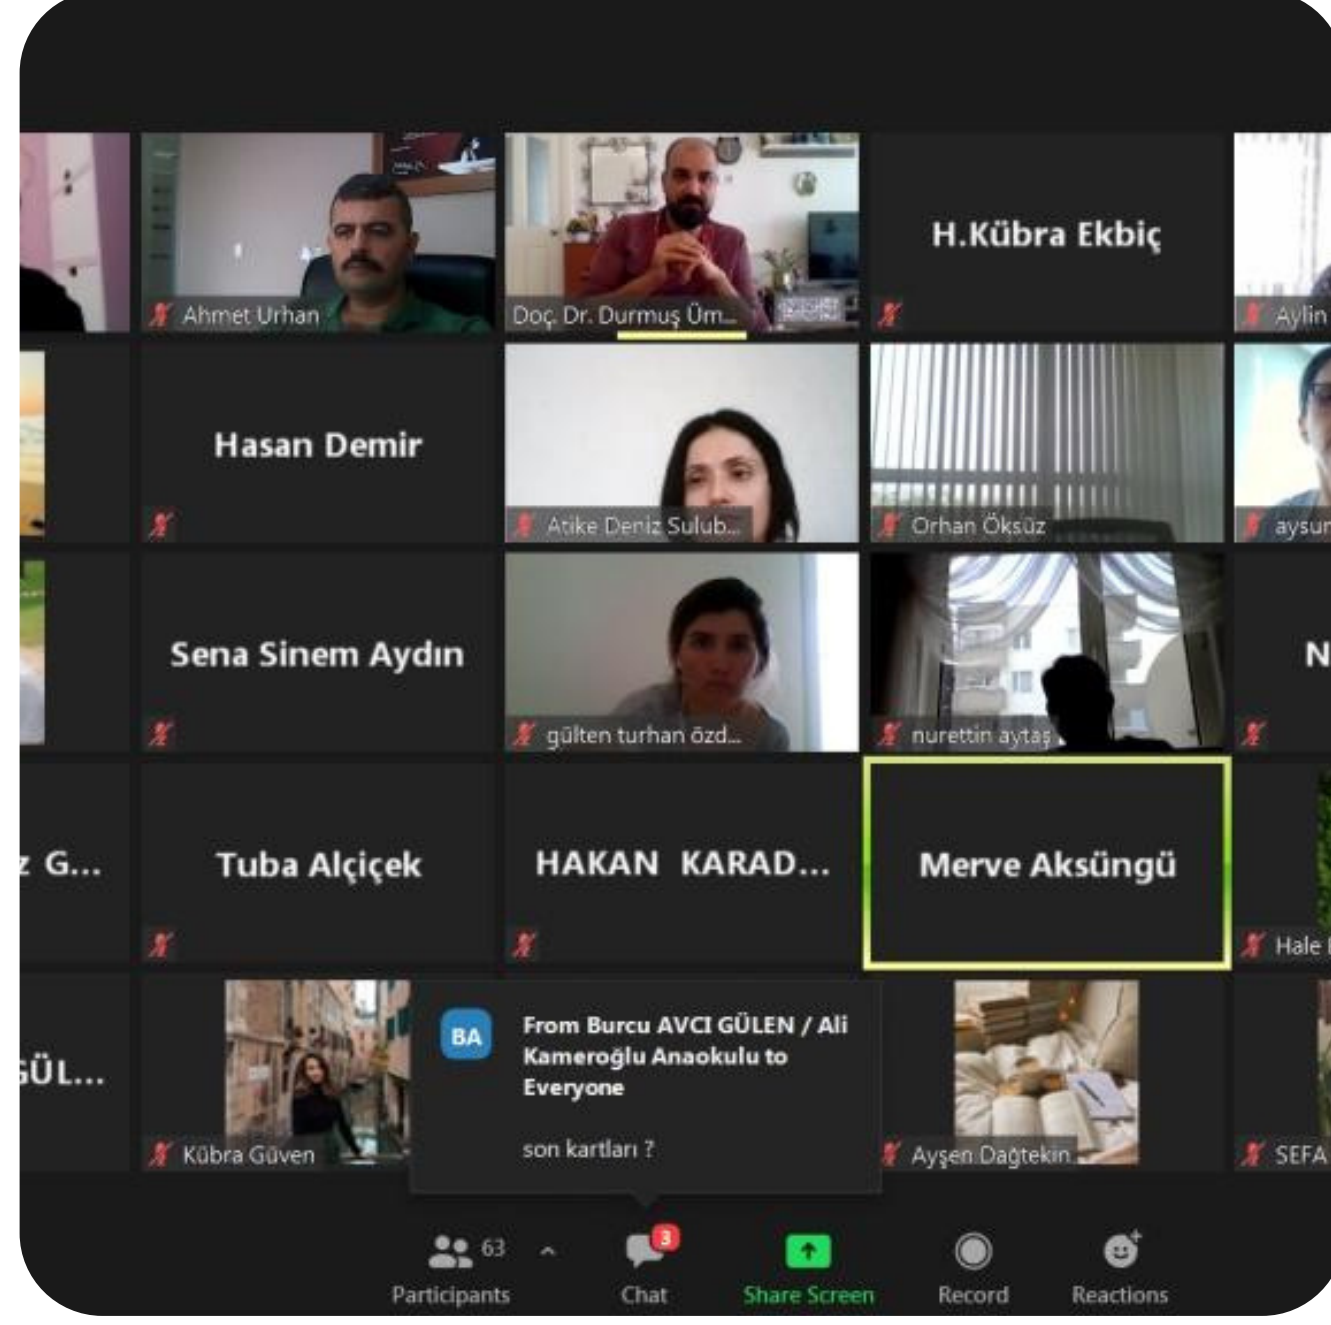 Ahmet Urhan
Doç. Dr. Durmuş Üm...
H.Kübra Ekbiç
Aylin
Hasan Demir
Atike Deniz Sulub...
Orhan Öksüz
aysun
Sena Sinem Aydın
gülten turhan özd...
nurettin aytaş
N
z G...
Tuba Alçiçek
HAKAN KARAD...
Merve Aksüngü
Hale
GÜL...
Kübra Güven
BA
From Burcu AVCI GÜLEN / Ali
Kameroğlu Anaokulu to
Everyone
son kartları ?
Ayşen Dağtekin
SEFA
63
3
Participants
Chat
Share Screen
Record
Reactions